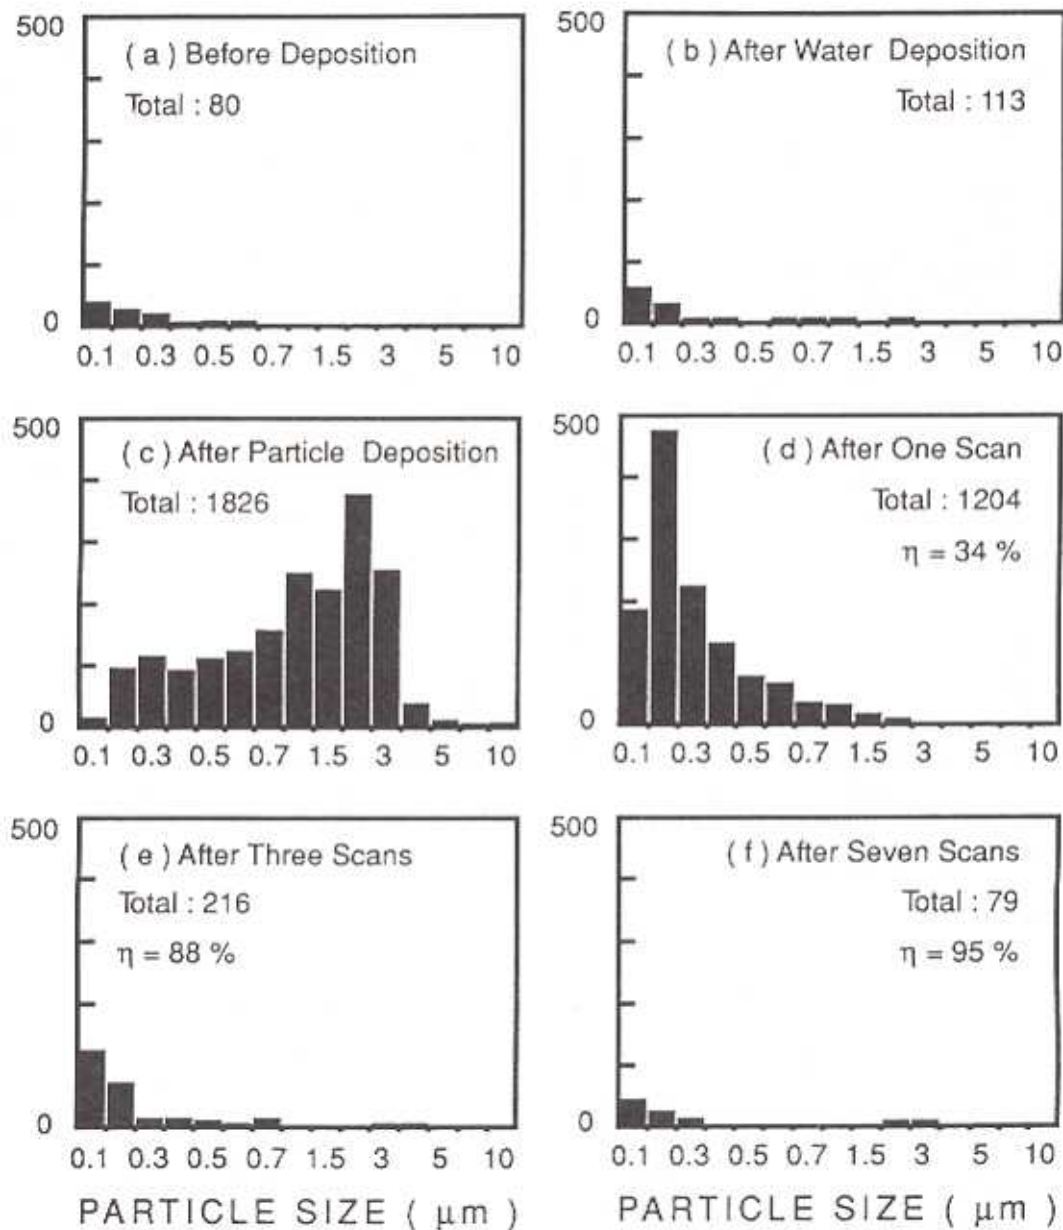 500
( a ) Before Deposition
Total : 80
0
0.1 0.3 0.5 0.7 1.5 3 5 10
500
( b ) After Water Deposition
Total : 113
0
0.1 0.3 0.5 0.7 1.5 3 5 10
500
( c ) After Particle Deposition
Total : 1826
0
0.1 0.3 0.5 0.7 1.5 3 5 10
500
( d ) After One Scan
Total : 1204
η = 34 %
0
0.1 0.3 0.5 0.7 1.5 3 5 10
500
( e ) After Three Scans
Total : 216
η = 88 %
0
0.1 0.3 0.5 0.7 1.5 3 5 10
PARTICLE SIZE ( μm )
500
( f ) After Seven Scans
Total : 79
η = 95 %
0
0.1 0.3 0.5 0.7 1.5 3 5 10
PARTICLE SIZE ( μm )